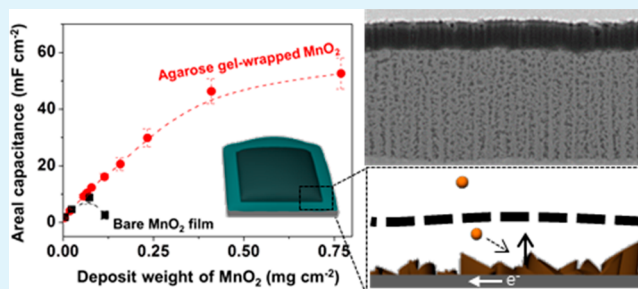 Areal capacitance (mF cm⁻²)
60
40
20
0
Agarose gel-wrapped MnO₂
Bare MnO₂ film
0.00
0.25
0.50
0.75
Deposit weight of MnO₂ (mg cm⁻²)
e⁻